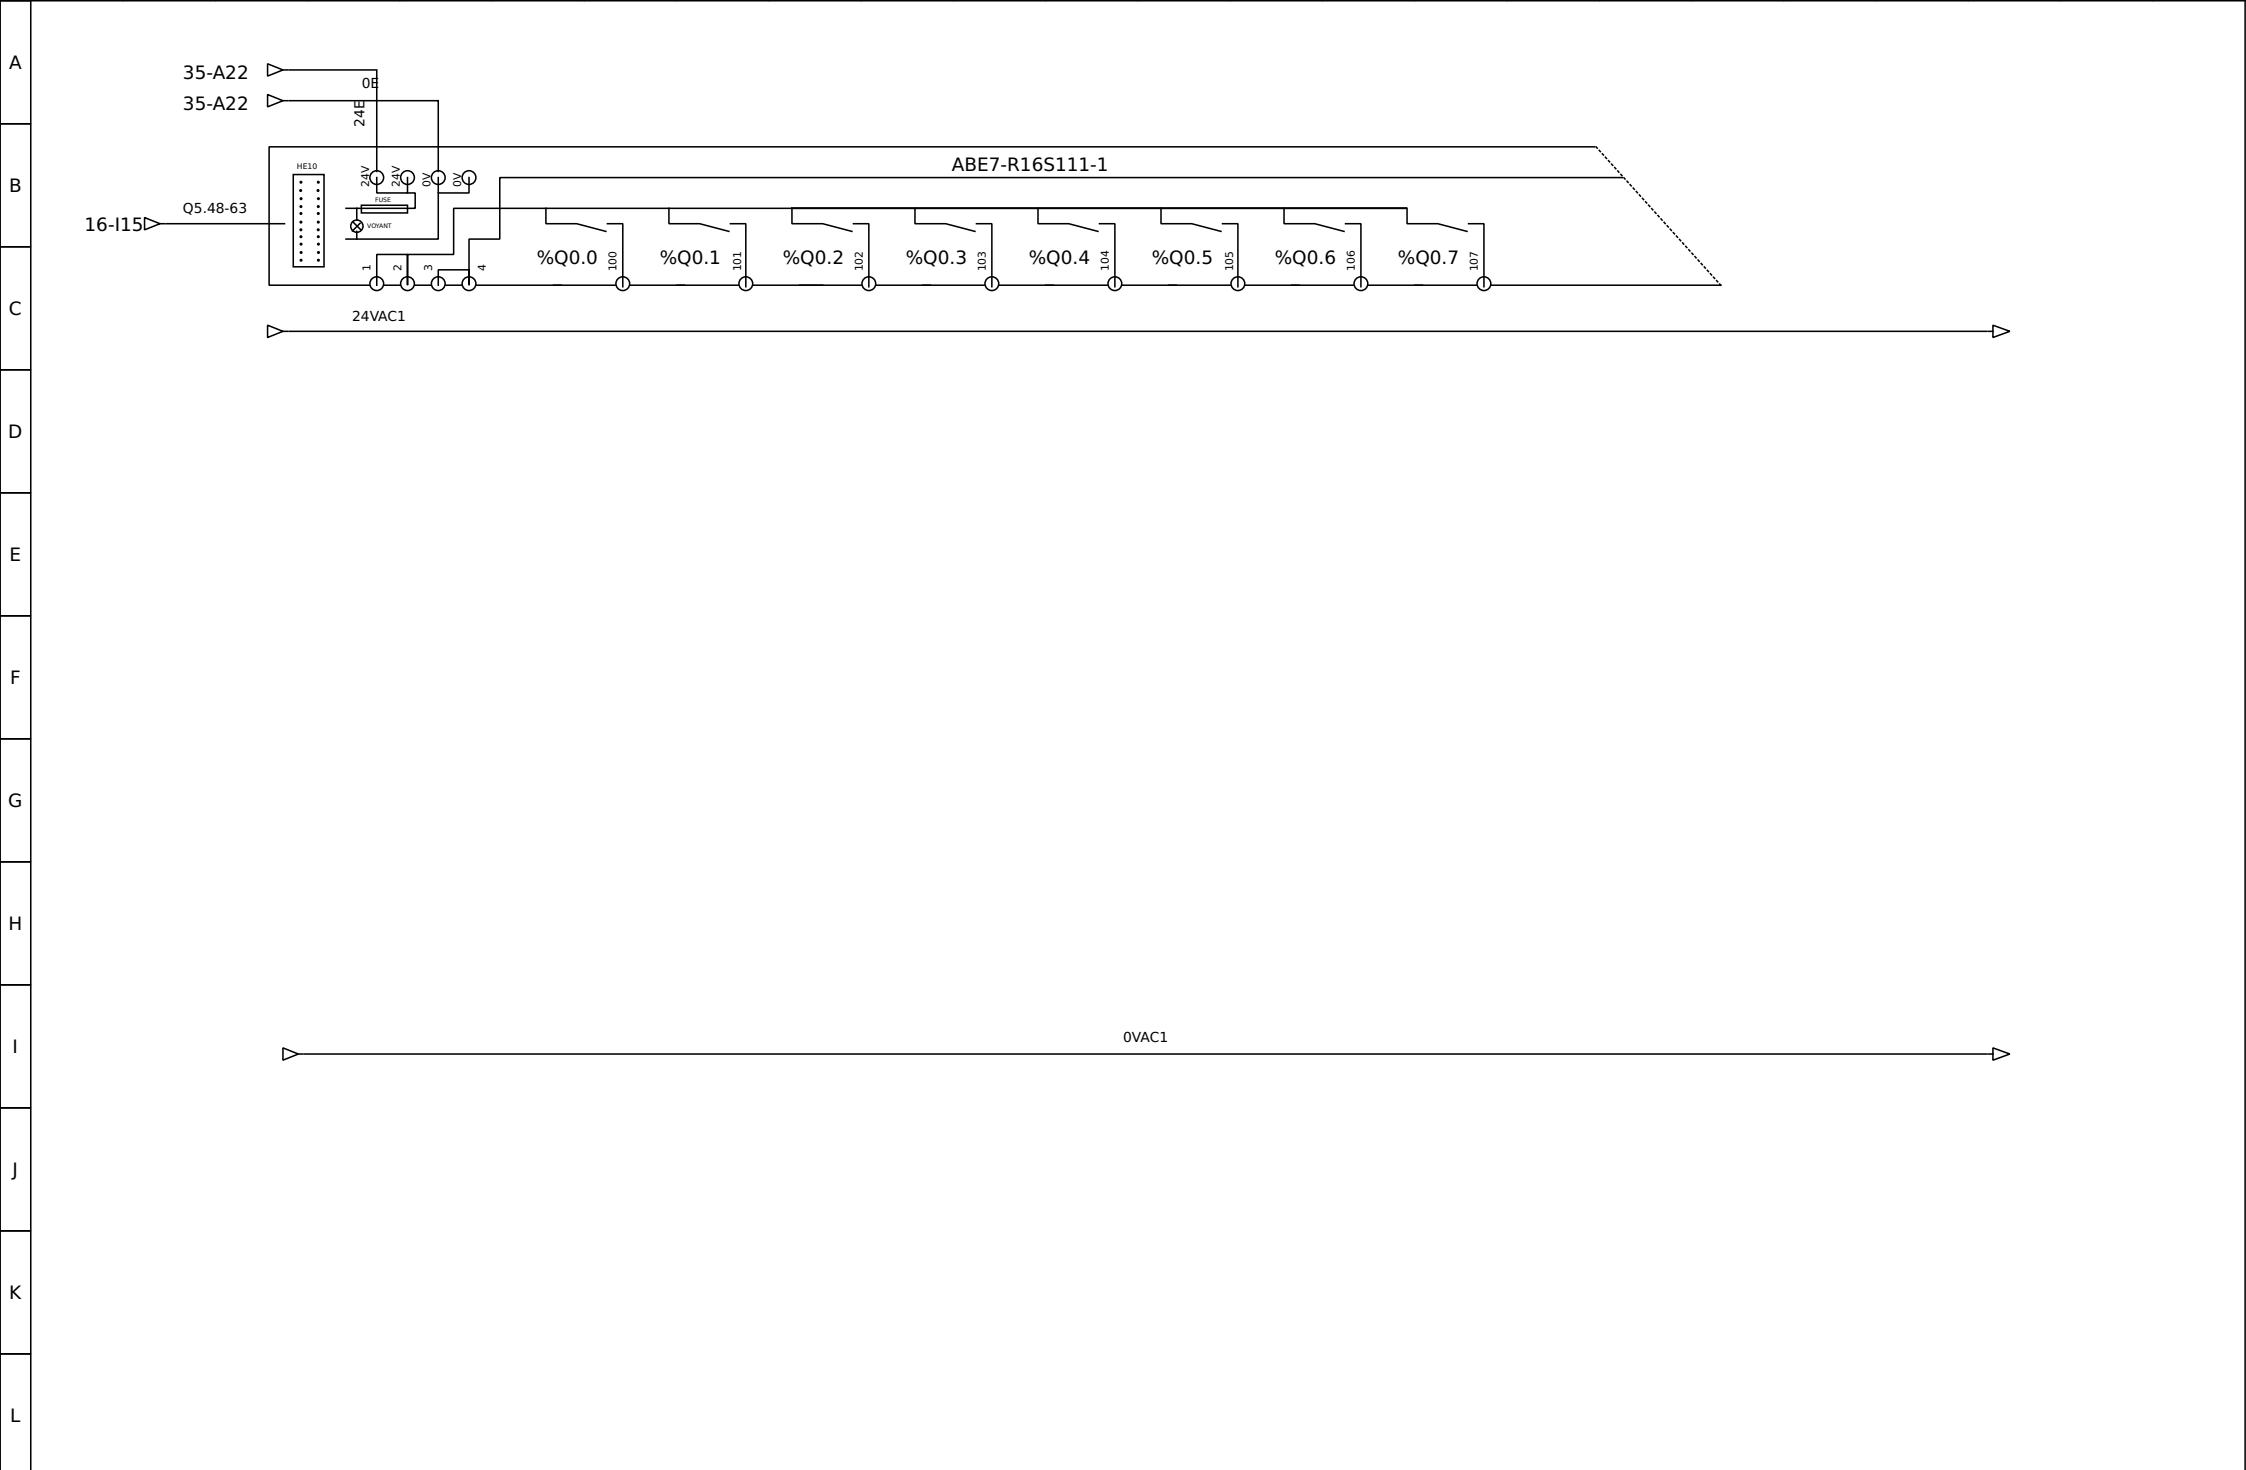 A
35-A22
0E
35-A22
24E
B
HE10
24V
24V
0V
0V
ABE7-R16S111-1
FUSE
Q5.48-63
16-I15
VOYANT
%Q0.0
100
%Q0.1
101
%Q0.2
102
%Q0.3
103
%Q0.4
104
%Q0.5
105
%Q0.6
106
%Q0.7
107
1
2
3
4
C
24VAC1
D
E
F
G
H
0VAC1
I
J
K
L